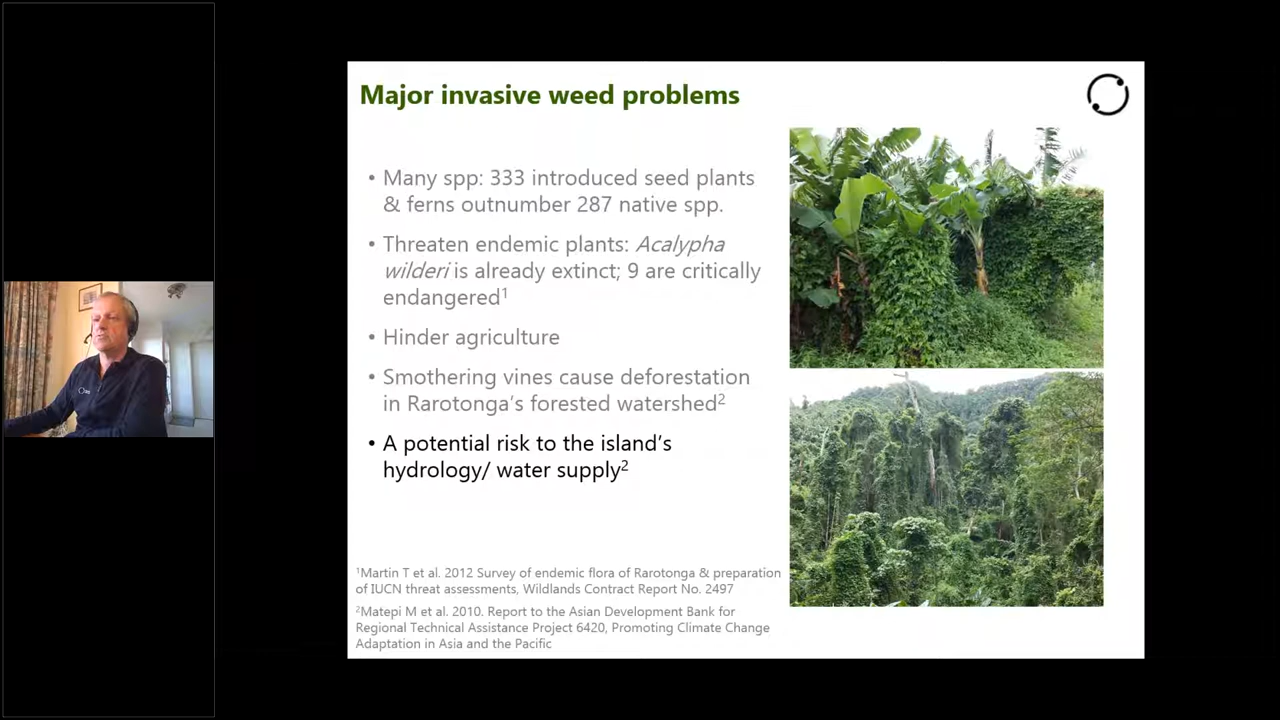 Major invasive weed problems
• Many spp: 333 introduced seed plants
& ferns outnumber 287 native spp.
• Threaten endemic plants: Acalypha
wilderi is already extinct; 9 are critically
endangered¹
• Hinder agriculture
• Smothering vines cause deforestation
in Rarotonga's forested watershed²
• A potential risk to the island's
hydrology/ water supply²
¹Martin T et al. 2012 Survey of endemic flora of Rarotonga & preparation
of IUCN threat assessments, Wildlands Contract Report No. 2497
²Matepi M et al. 2010. Report to the Asian Development Bank for
Regional Technical Assistance Project 6420, Promoting Climate Change
Adaptation in Asia and the Pacific